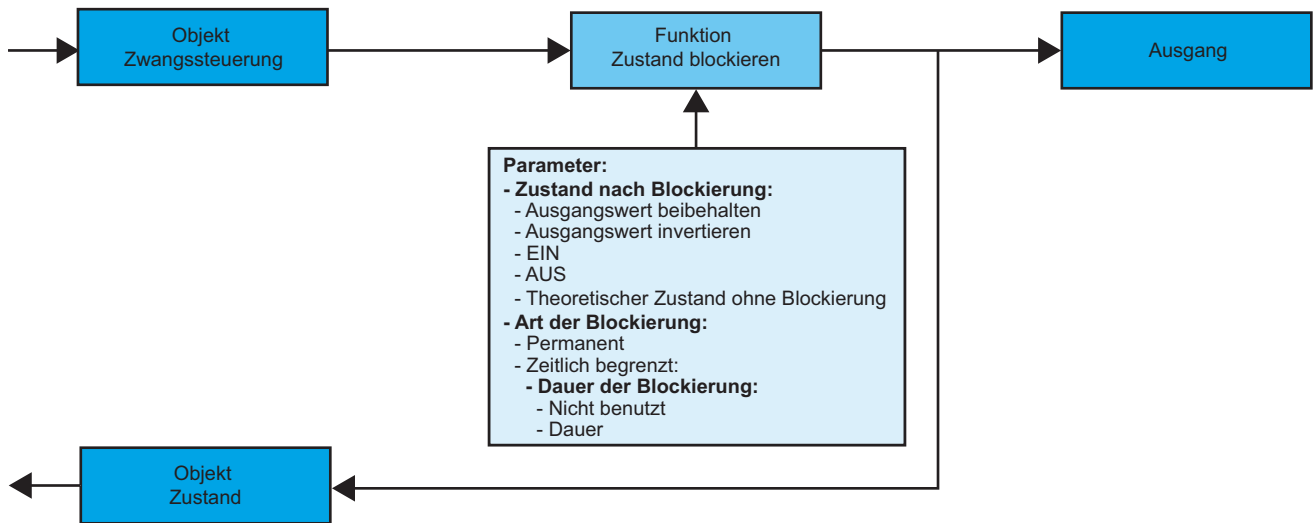 Objekt
Zwangssteuerung
Funktion
Zustand blockieren
Ausgang
Parameter:
- Zustand nach Blockierung:
- Ausgangswert beibehalten
- Ausgangswert invertieren
- EIN
- AUS
- Theoretischer Zustand ohne Blockierung
- Art der Blockierung:
- Permanent
- Zeitlich begrenzt:
- Dauer der Blockierung:
- Nicht benutzt
- Dauer
Objekt
Zustand